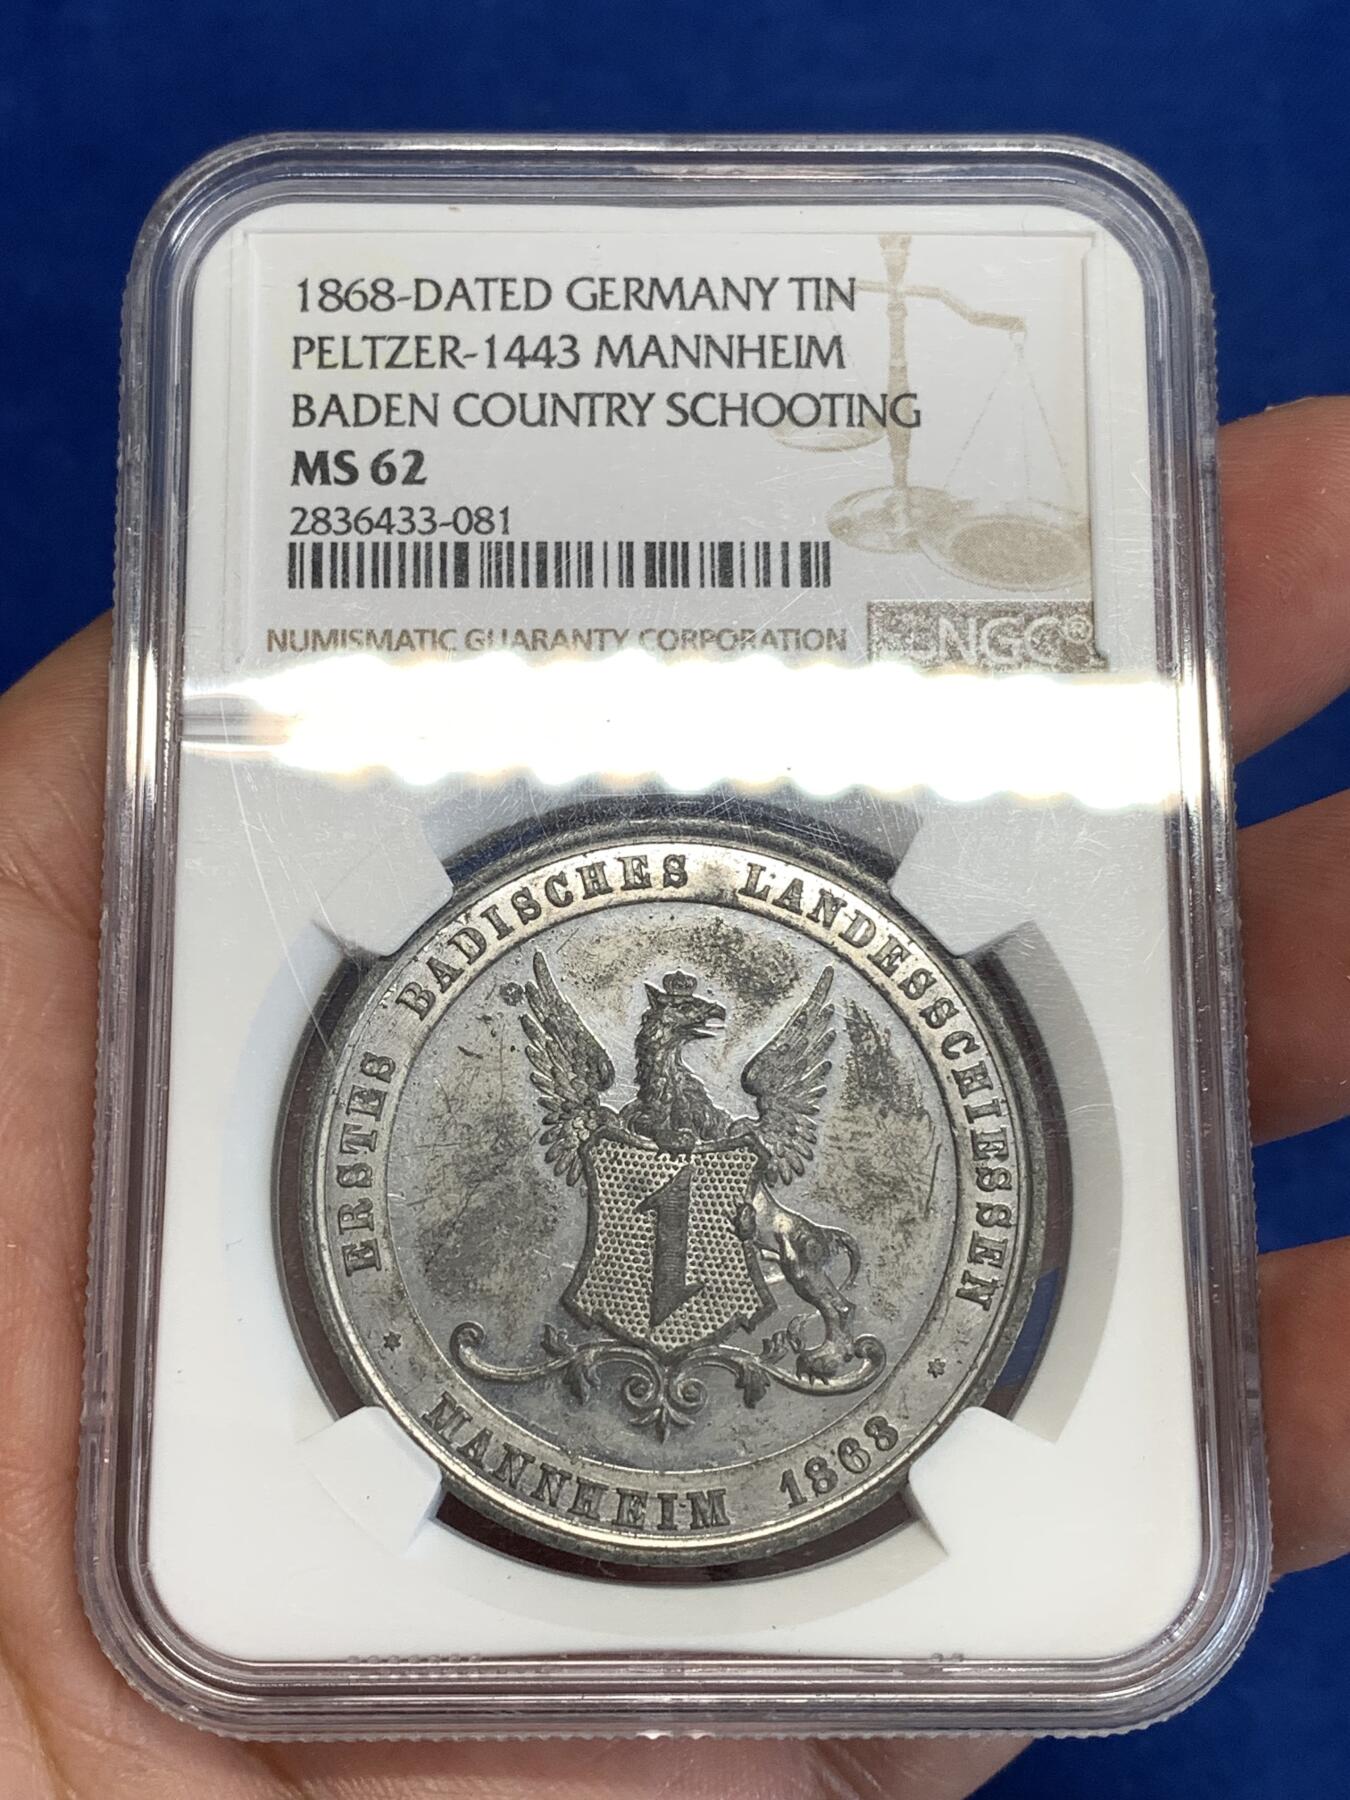 1868-DATED GERMANY TIN
PELTZER-1443 MANNHEIM
BADEN COUNTRY SCHOOTING
MS 62
2836433-081
NUMISMATIC GUARANTY CORPORATION
NGC®
ERSTES BADISCHES LANDESSCHIESSEN
1
* MANNHEIM 1868 *